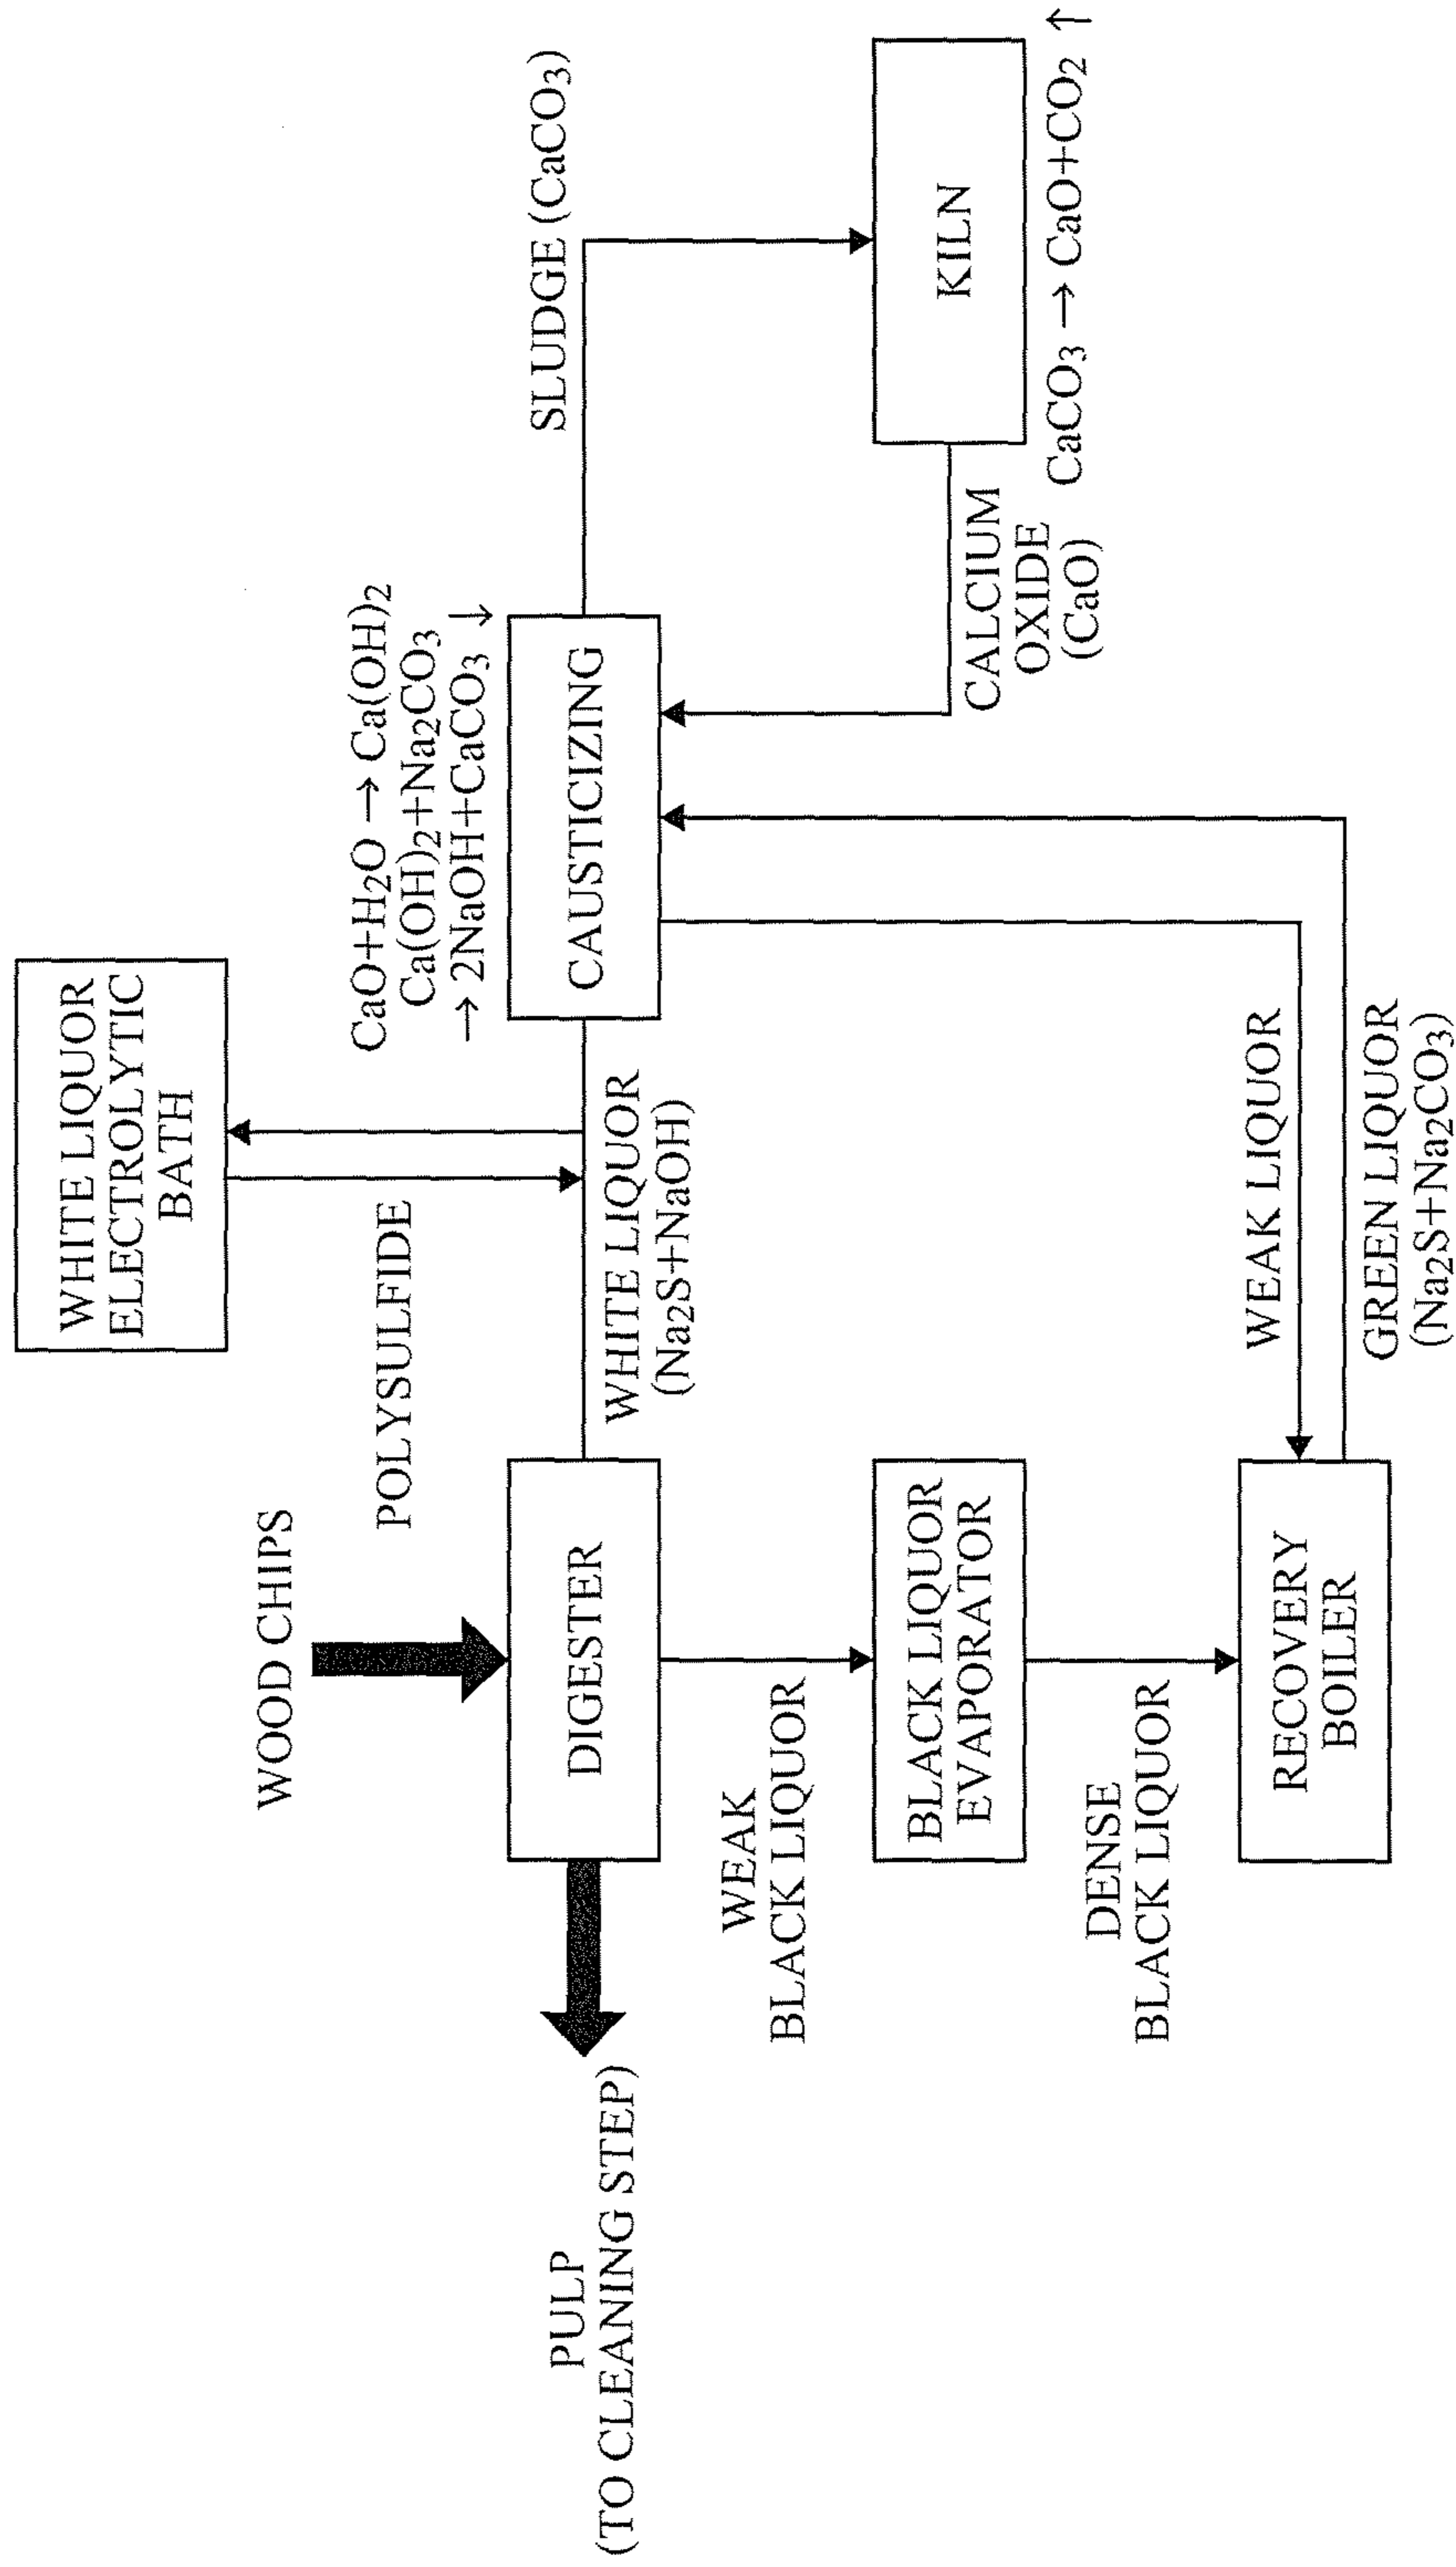 WHITE LIQUOR
ELECTROLYTIC
BATH
WOOD CHIPS
POLYSULFIDE
CaO+H2O → Ca(OH)2
Ca(OH)2+Na2CO3
→ 2NaOH+CaCO3 ↓
PULP
(TO CLEANING STEP)
DIGESTER
WHITE LIQUOR
(Na2S+NaOH)
CAUSTICIZING
SLUDGE (CaCO3)
WEAK
BLACK LIQUOR
BLACK LIQUOR
EVAPORATOR
KILN
CALCIUM
OXIDE
(CaO)
CaCO3 → CaO+CO2 ↑
DENSE
BLACK LIQUOR
WEAK LIQUOR
RECOVERY
BOILER
GREEN LIQUOR
(Na2S+Na2CO3)